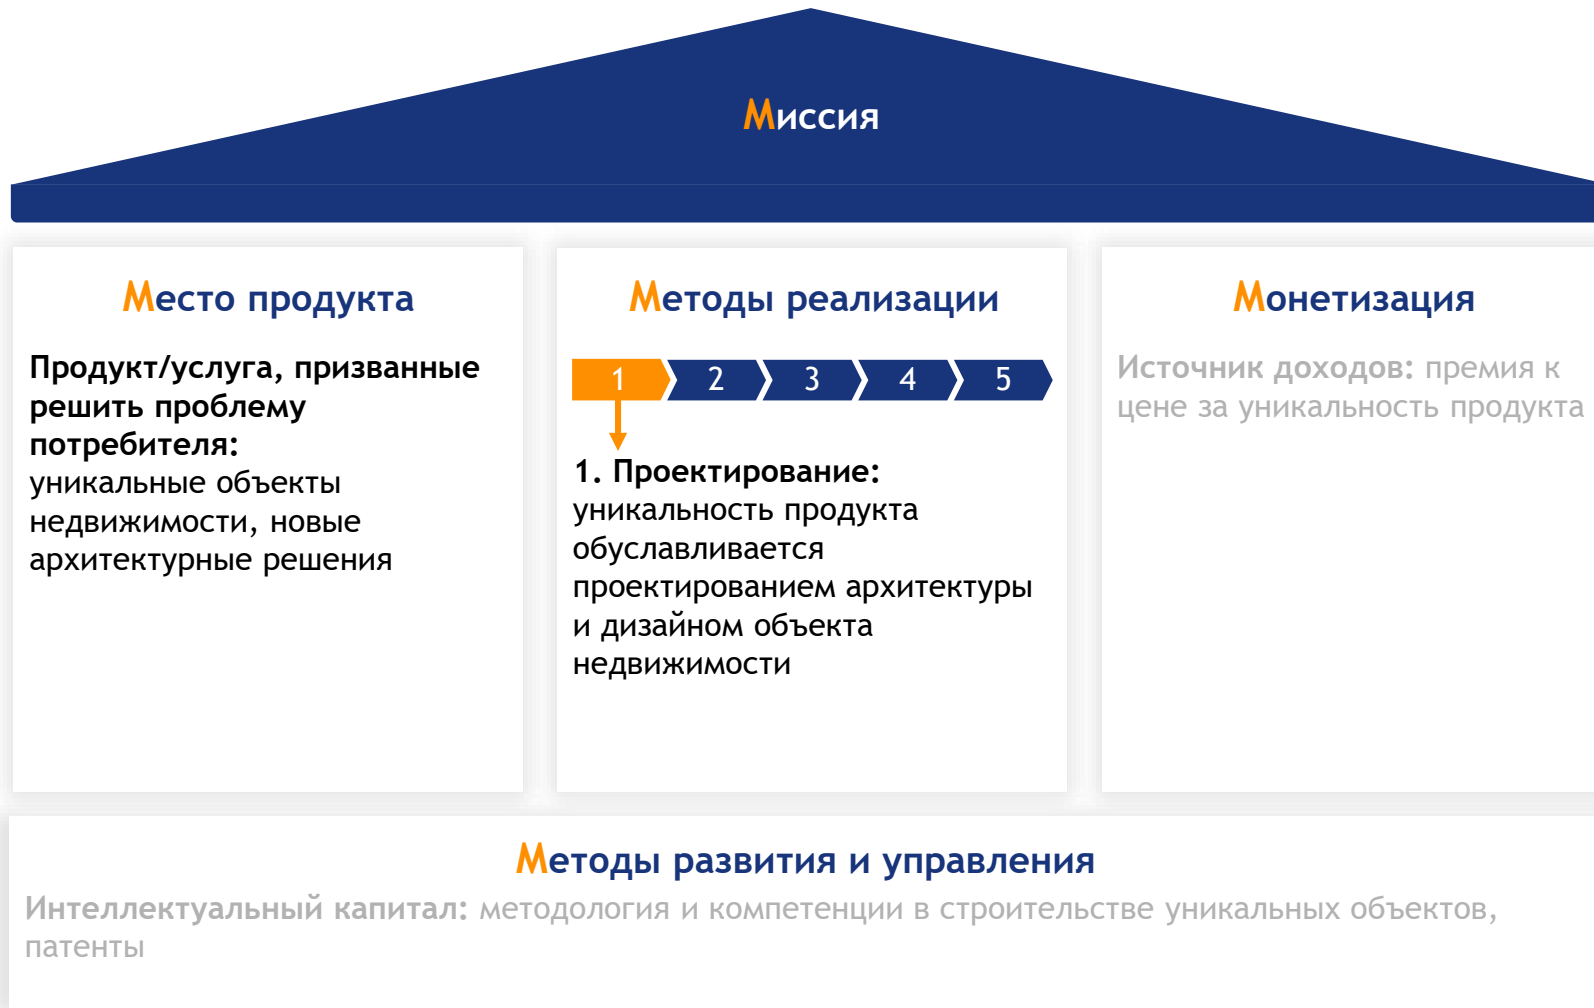 Миссия
Место продукта
Продукт/услуга, призванные
решить проблему
потребителя:
уникальные объекты
недвижимости, новые
архитектурные решения
Методы реализации
1 2 3 4 5
1. Проектирование:
уникальность продукта
обуславливается
проектированием архитектуры
и дизайном объекта
недвижимости
Монетизация
Источник доходов: премия к
цене за уникальность продукта
Методы развития и управления
Интеллектуальный капитал: методология и компетенции в строительстве уникальных объектов,
патенты